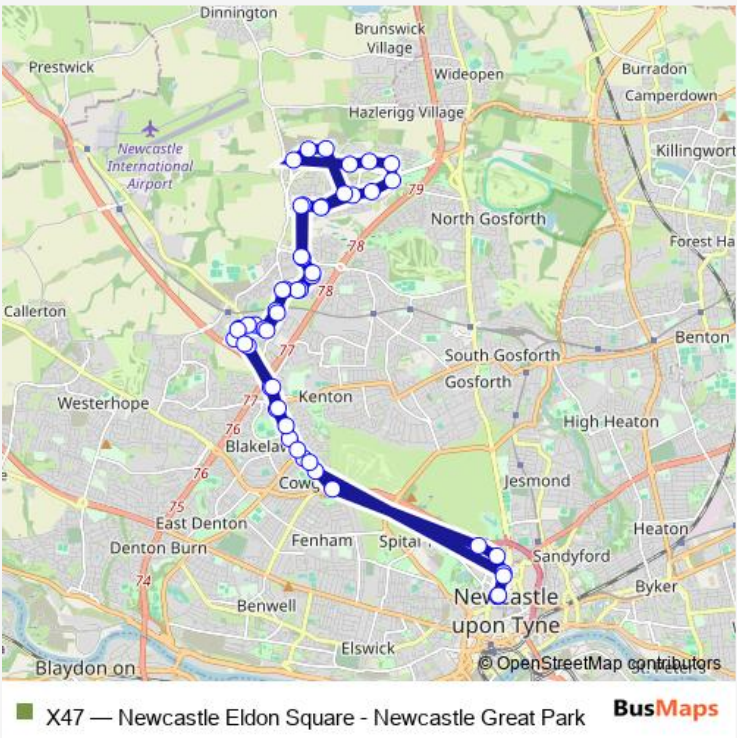 Dinnington
Brunswick
Village
Prestwick
Wideopen
Burradon
Camperdown
Hazlerigg Village
Newcastle
International
Airport
Killingwort
79
North Gosforth
78
Forest Ha
78
Callerton
77
South Gosforth
Benton
Gosforth
Westerhope
77
Kenton
76
High Heaton
Blakelaw
76
Cowg
Jesmond
75
East Denton
Heaton
Denton Burn
Fenham
Spital
Sandyford
74
Byker
Benwell
Newcastle
upon Tyne
Elswick
Blaydon on
© OpenStreetMap contributors
X47 — Newcastle Eldon Square - Newcastle Great Park
BusMaps